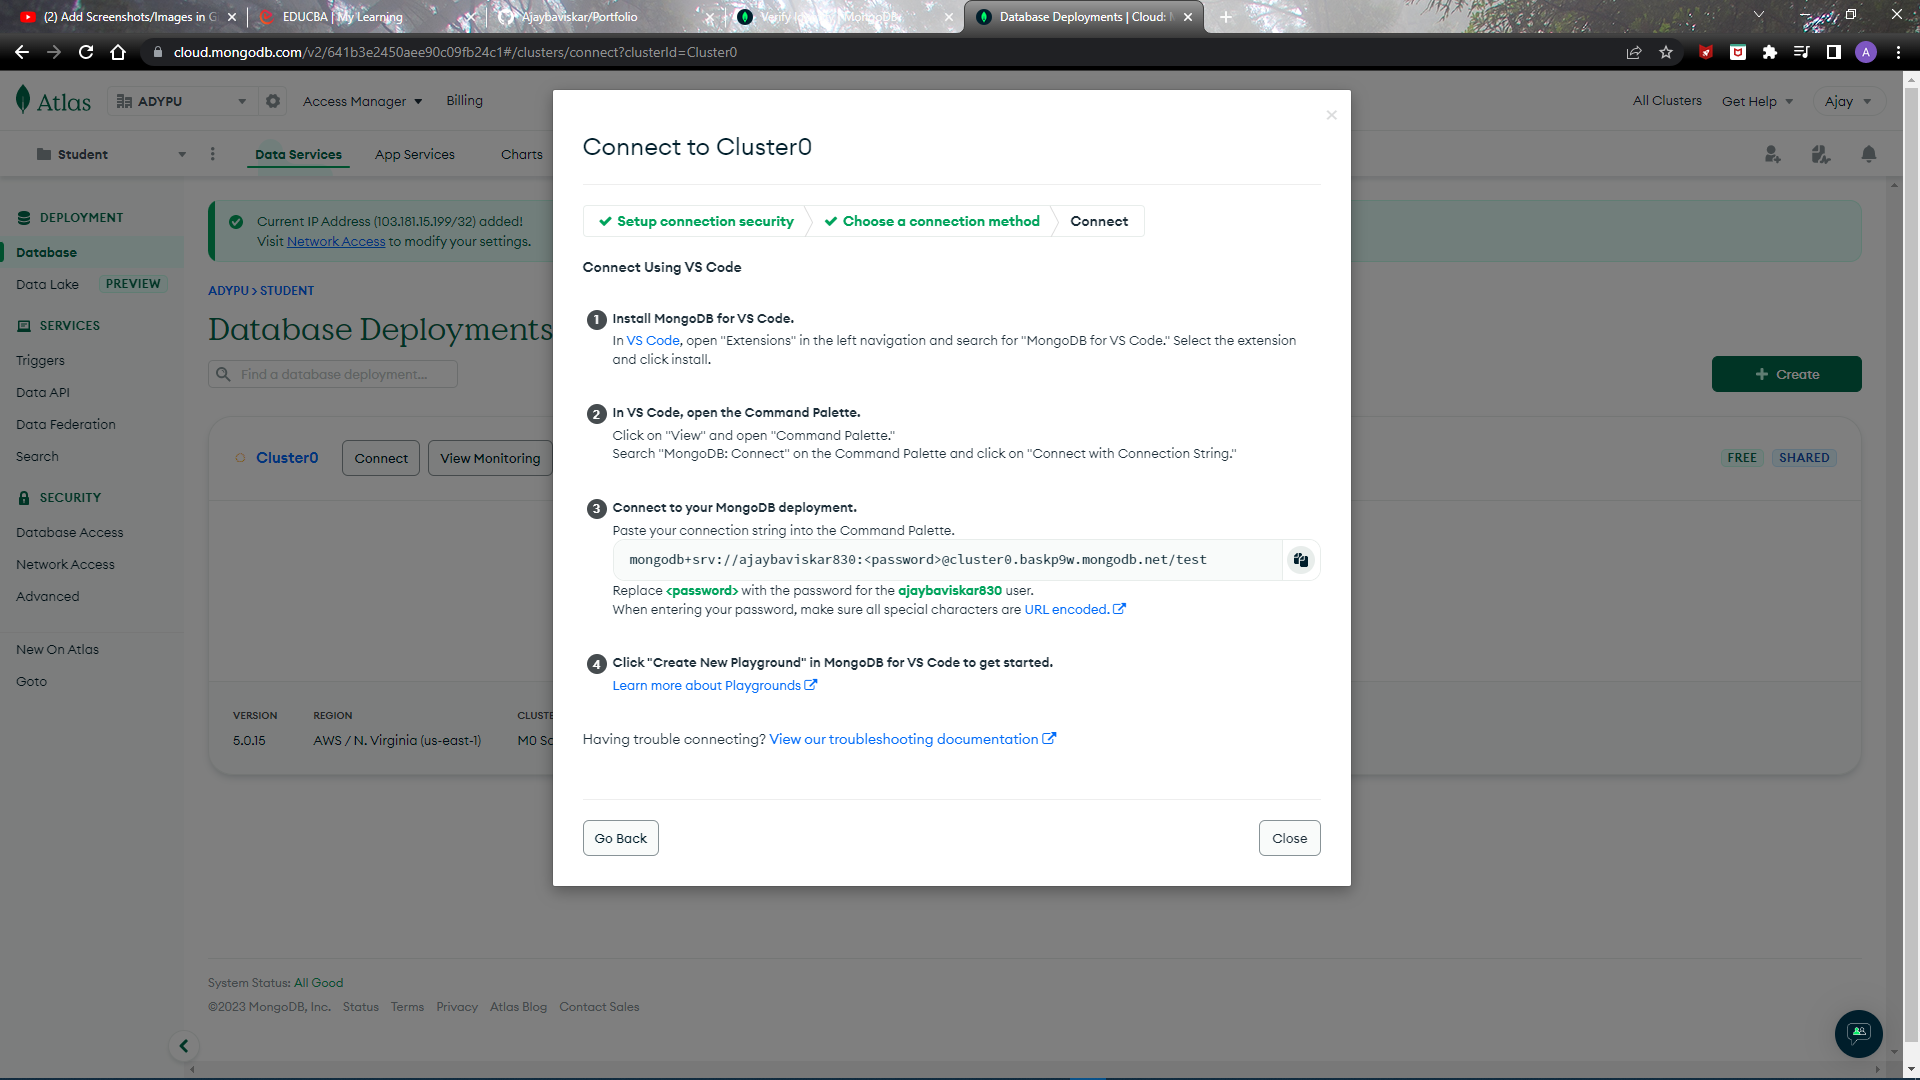 (2) Add Screenshots/Images in G
EDUCBA | My Learning
Ajaybaviskar/Portfolio
Database Deployments | Cloud:
cloud.mongodb.com/v2/641b3e2450aee90c09fb24c1#/clusters/connect?clusterId=Cluster0
A
Atlas
ADYPU
Access Manager
Billing
All Clusters
Get Help
Ajay
Student
Data Services
App Services
Charts
DEPLOYMENT
Database
Data Lake
PREVIEW
SERVICES
Triggers
Data API
Data Federation
Search
SECURITY
Database Access
Network Access
Advanced
New On Atlas
Goto
Current IP Address (103.181.15.199/32) added!
Visit Network Access to modify your settings.
ADYPU > STUDENT
Database Deployments
Find a database deployment...
+ Create
Cluster0
Connect
View Monitoring
FREE
SHARED
VERSION
5.0.15
REGION
AWS / N. Virginia (us-east-1)
Connect to Cluster0
Setup connection security
Choose a connection method
Connect
Connect Using VS Code
1 Install MongoDB for VS Code.
In VS Code, open "Extensions" in the left navigation and search for "MongoDB for VS Code." Select the extension
and click install.
2 In VS Code, open the Command Palette.
Click on "View" and open "Command Palette."
Search "MongoDB: Connect" on the Command Palette and click on "Connect with Connection String."
3 Connect to your MongoDB deployment.
Paste your connection string into the Command Palette.
mongodb+srv://ajaybaviskar830:<password>@cluster0.baskp9w.mongodb.net/test
Replace <password> with the password for the ajaybaviskar830 user.
When entering your password, make sure all special characters are URL encoded.
4 Click "Create New Playground" in MongoDB for VS Code to get started.
Learn more about Playgrounds
Having trouble connecting? View our troubleshooting documentation
Go Back
Close
System Status: All Good
©2023 MongoDB, Inc.
Status
Terms
Privacy
Atlas Blog
Contact Sales